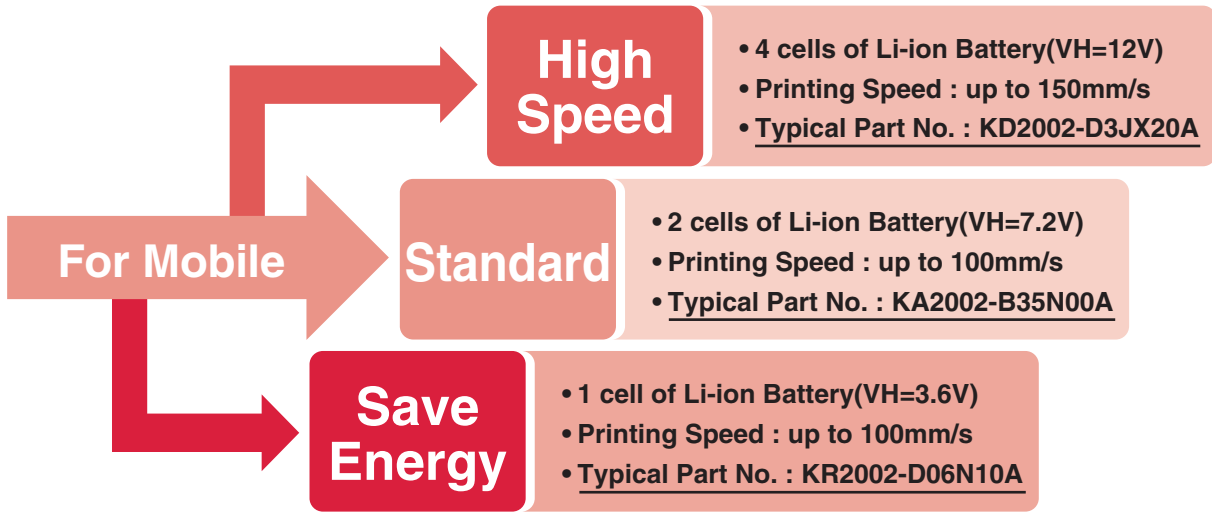 For Mobile
High
Speed
• 4 cells of Li-ion Battery(VH=12V)
• Printing Speed : up to 150mm/s
• Typical Part No. : KD2002-D3JX20A
Standard
• 2 cells of Li-ion Battery(VH=7.2V)
• Printing Speed : up to 100mm/s
• Typical Part No. : KA2002-B35N00A
Save
Energy
• 1 cell of Li-ion Battery(VH=3.6V)
• Printing Speed : up to 100mm/s
• Typical Part No. : KR2002-D06N10A